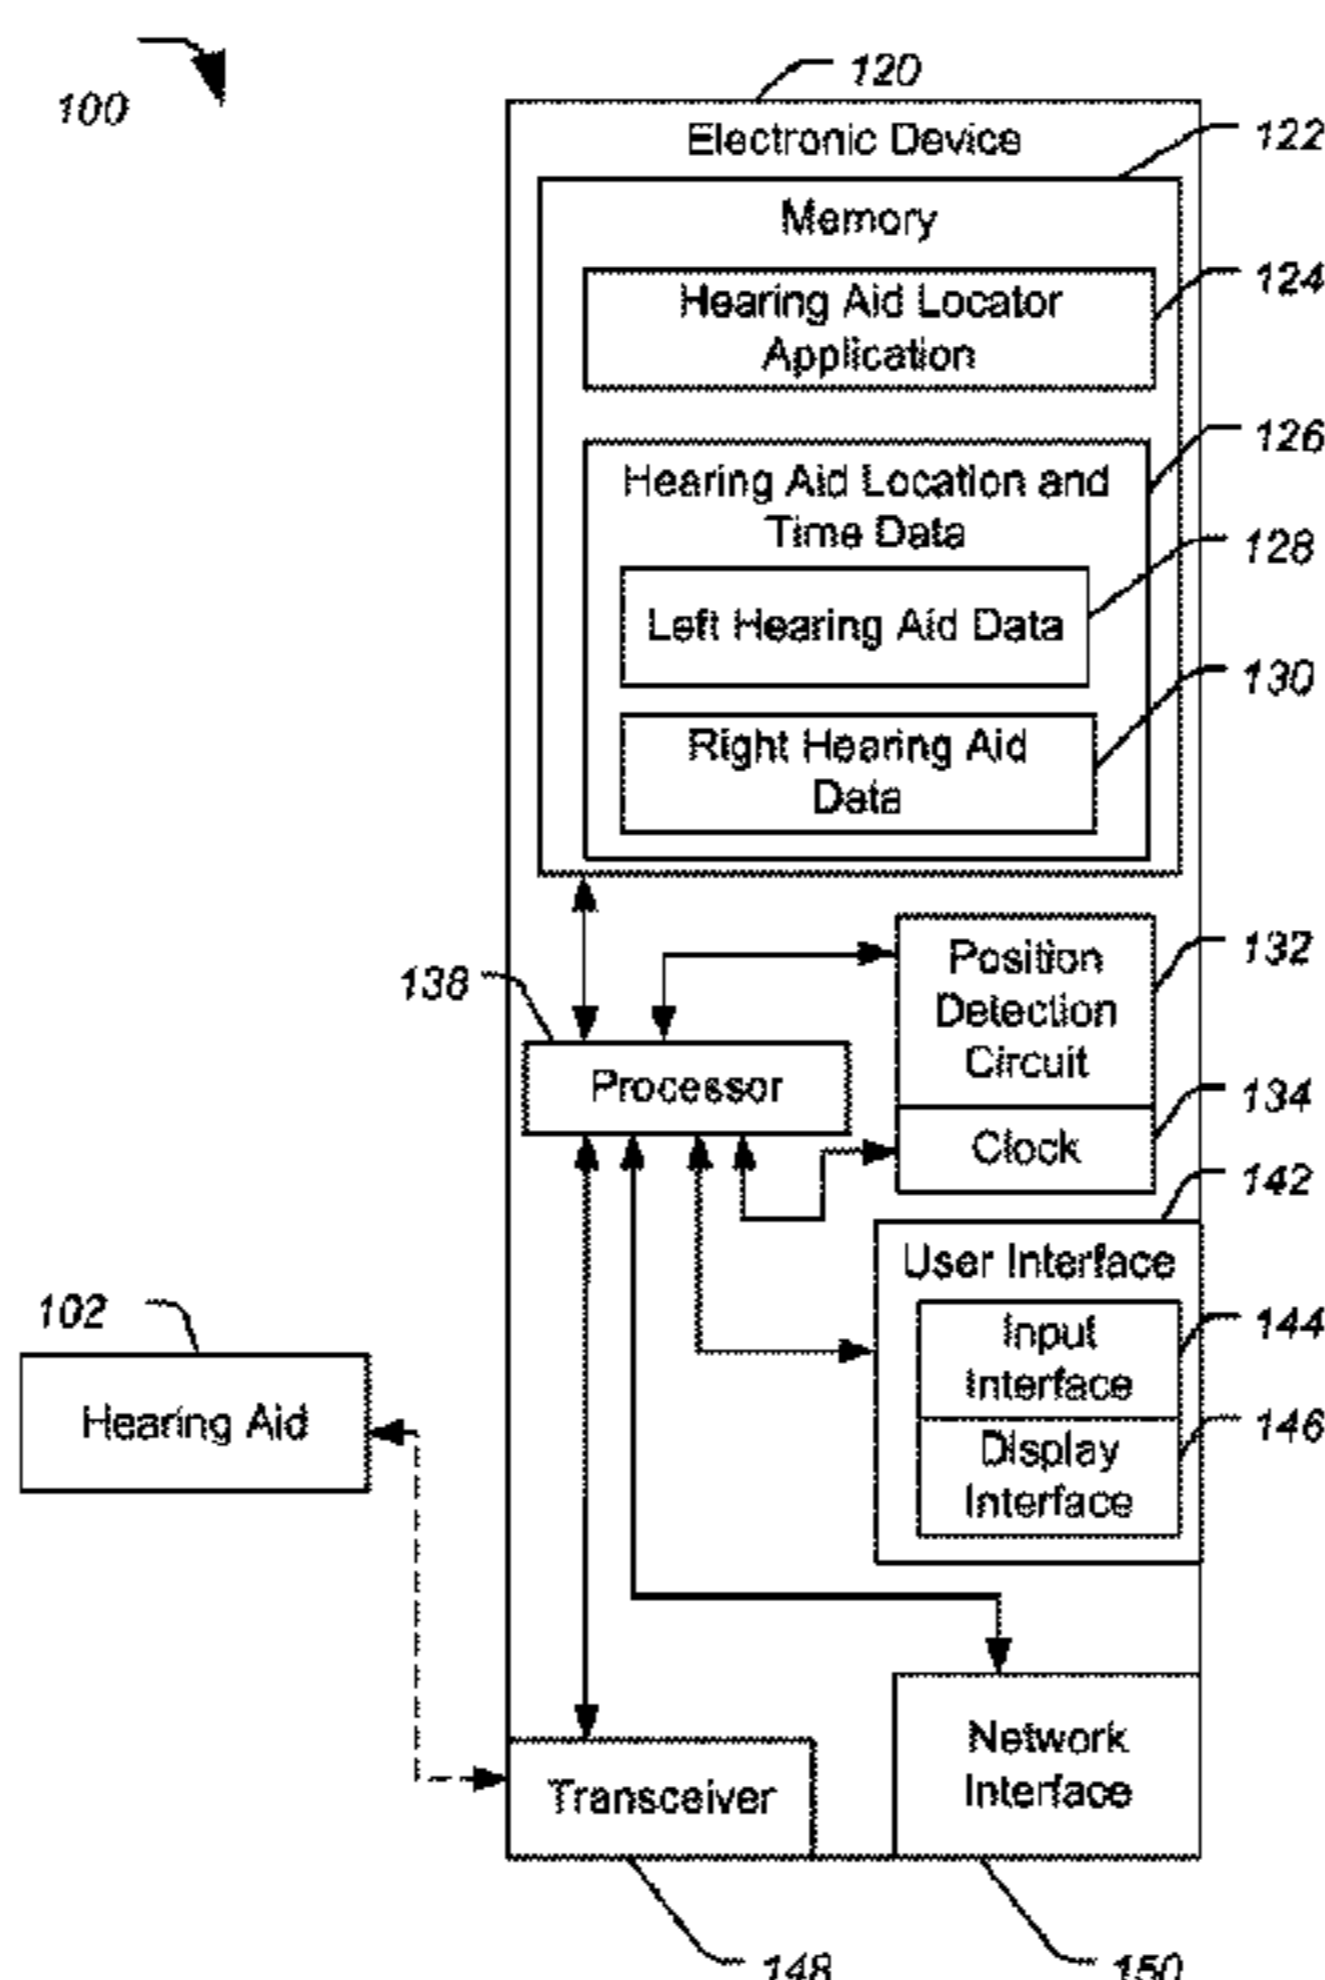 100
120
Electronic Device
122
Memory
124
Hearing Aid Locator
Application
126
Hearing Aid Location and
Time Data
128
Left Hearing Aid Data
130
Right Hearing Aid
Data
132
Position
Detection
Circuit
138
Processor
134
Clock
142
User Interface
102
144
Input
Interface
Hearing Aid
146
Display
Interface
Network
Interface
Transceiver
148
150